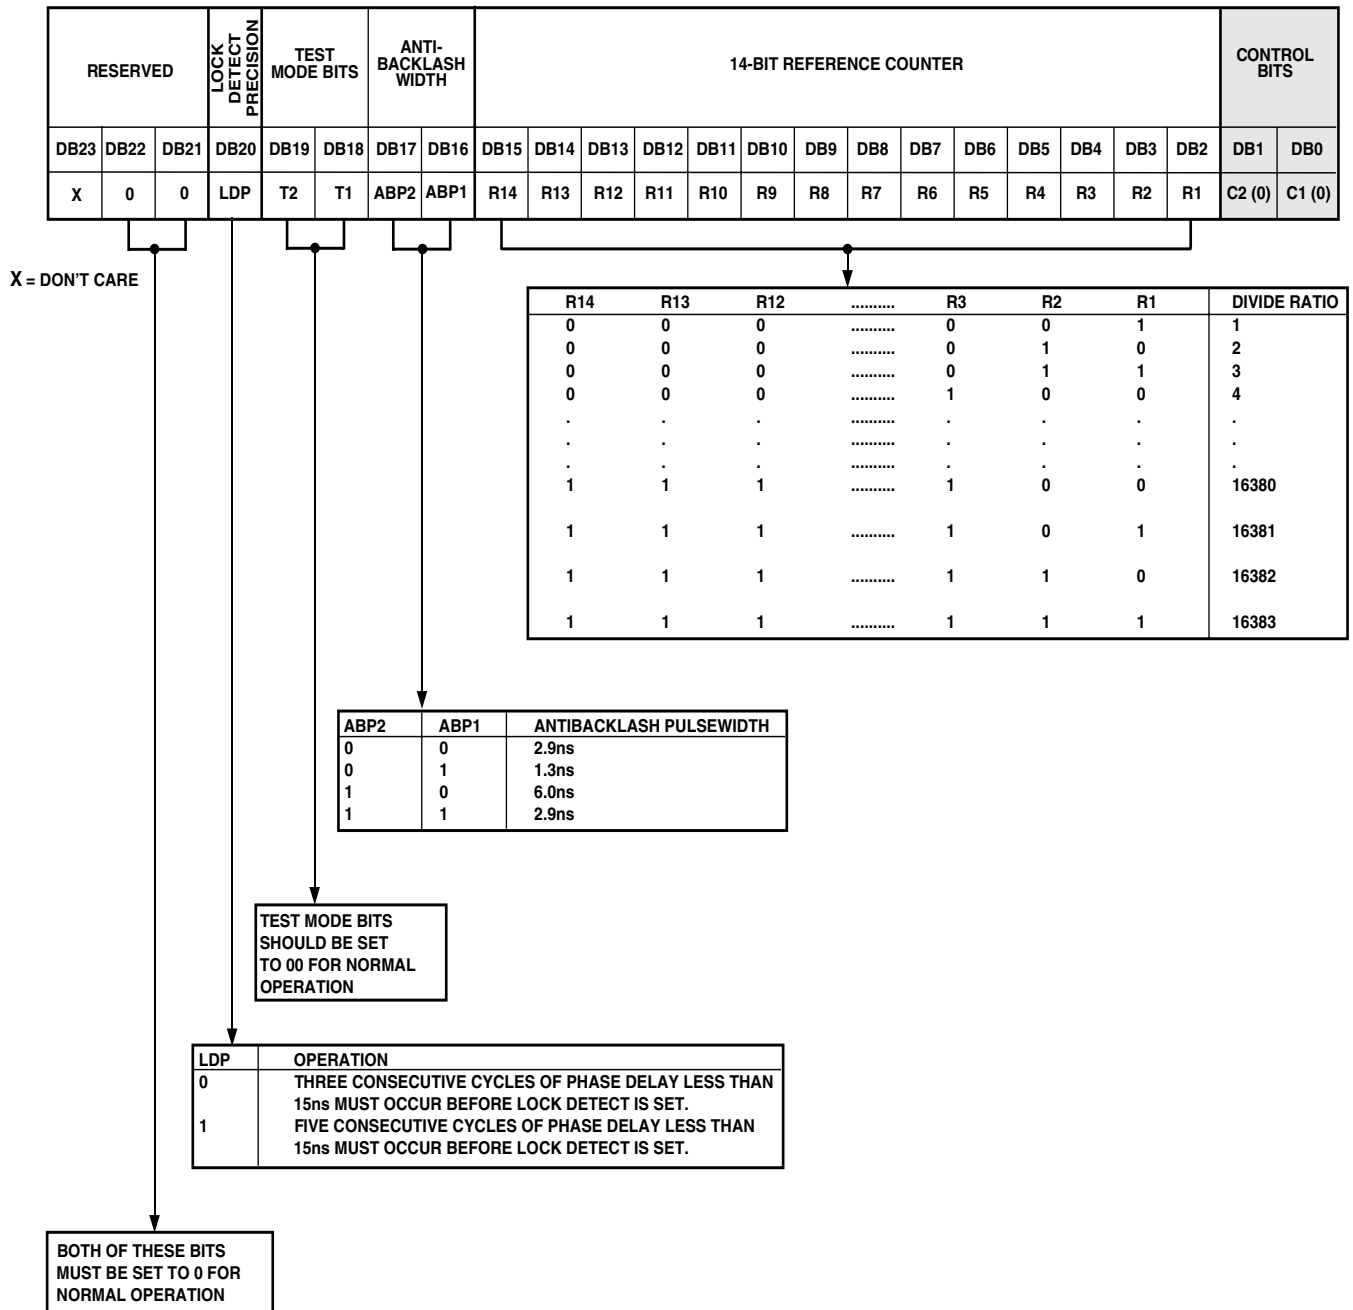 RESERVED
LOCK
DETECT
PRECISION
TEST
MODE BITS
ANTI-
BACKLASH
WIDTH
14-BIT REFERENCE COUNTER
CONTROL
BITS
DB23 DB22 DB21 DB20 DB19 DB18 DB17 DB16 DB15 DB14 DB13 DB12 DB11 DB10 DB9 DB8 DB7 DB6 DB5 DB4 DB3 DB2 DB1 DB0
X 0 0 LDP T2 T1 ABP2 ABP1 R14 R13 R12 R11 R10 R9 R8 R7 R6 R5 R4 R3 R2 R1 C2 (0) C1 (0)
X = DON'T CARE
R14 R13 R12 .......... R3 R2 R1 DIVIDE RATIO
0 0 0 .......... 0 0 1 1
0 0 0 .......... 0 1 0 2
0 0 0 .......... 0 1 1 3
0 0 0 .......... 1 0 0 4
. . . .......... . . . .
. . . .......... . . . .
. . . .......... . . . .
1 1 1 .......... 1 0 0 16380
1 1 1 .......... 1 0 1 16381
1 1 1 .......... 1 1 0 16382
1 1 1 .......... 1 1 1 16383
ABP2 ABP1 ANTIBACKLASH PULSEWIDTH
0 0 2.9ns
0 1 1.3ns
1 0 6.0ns
1 1 2.9ns
TEST MODE BITS
SHOULD BE SET
TO 00 FOR NORMAL
OPERATION
LDP OPERATION
0 THREE CONSECUTIVE CYCLES OF PHASE DELAY LESS THAN
15ns MUST OCCUR BEFORE LOCK DETECT IS SET.
1 FIVE CONSECUTIVE CYCLES OF PHASE DELAY LESS THAN
15ns MUST OCCUR BEFORE LOCK DETECT IS SET.
BOTH OF THESE BITS
MUST BE SET TO 0 FOR
NORMAL OPERATION